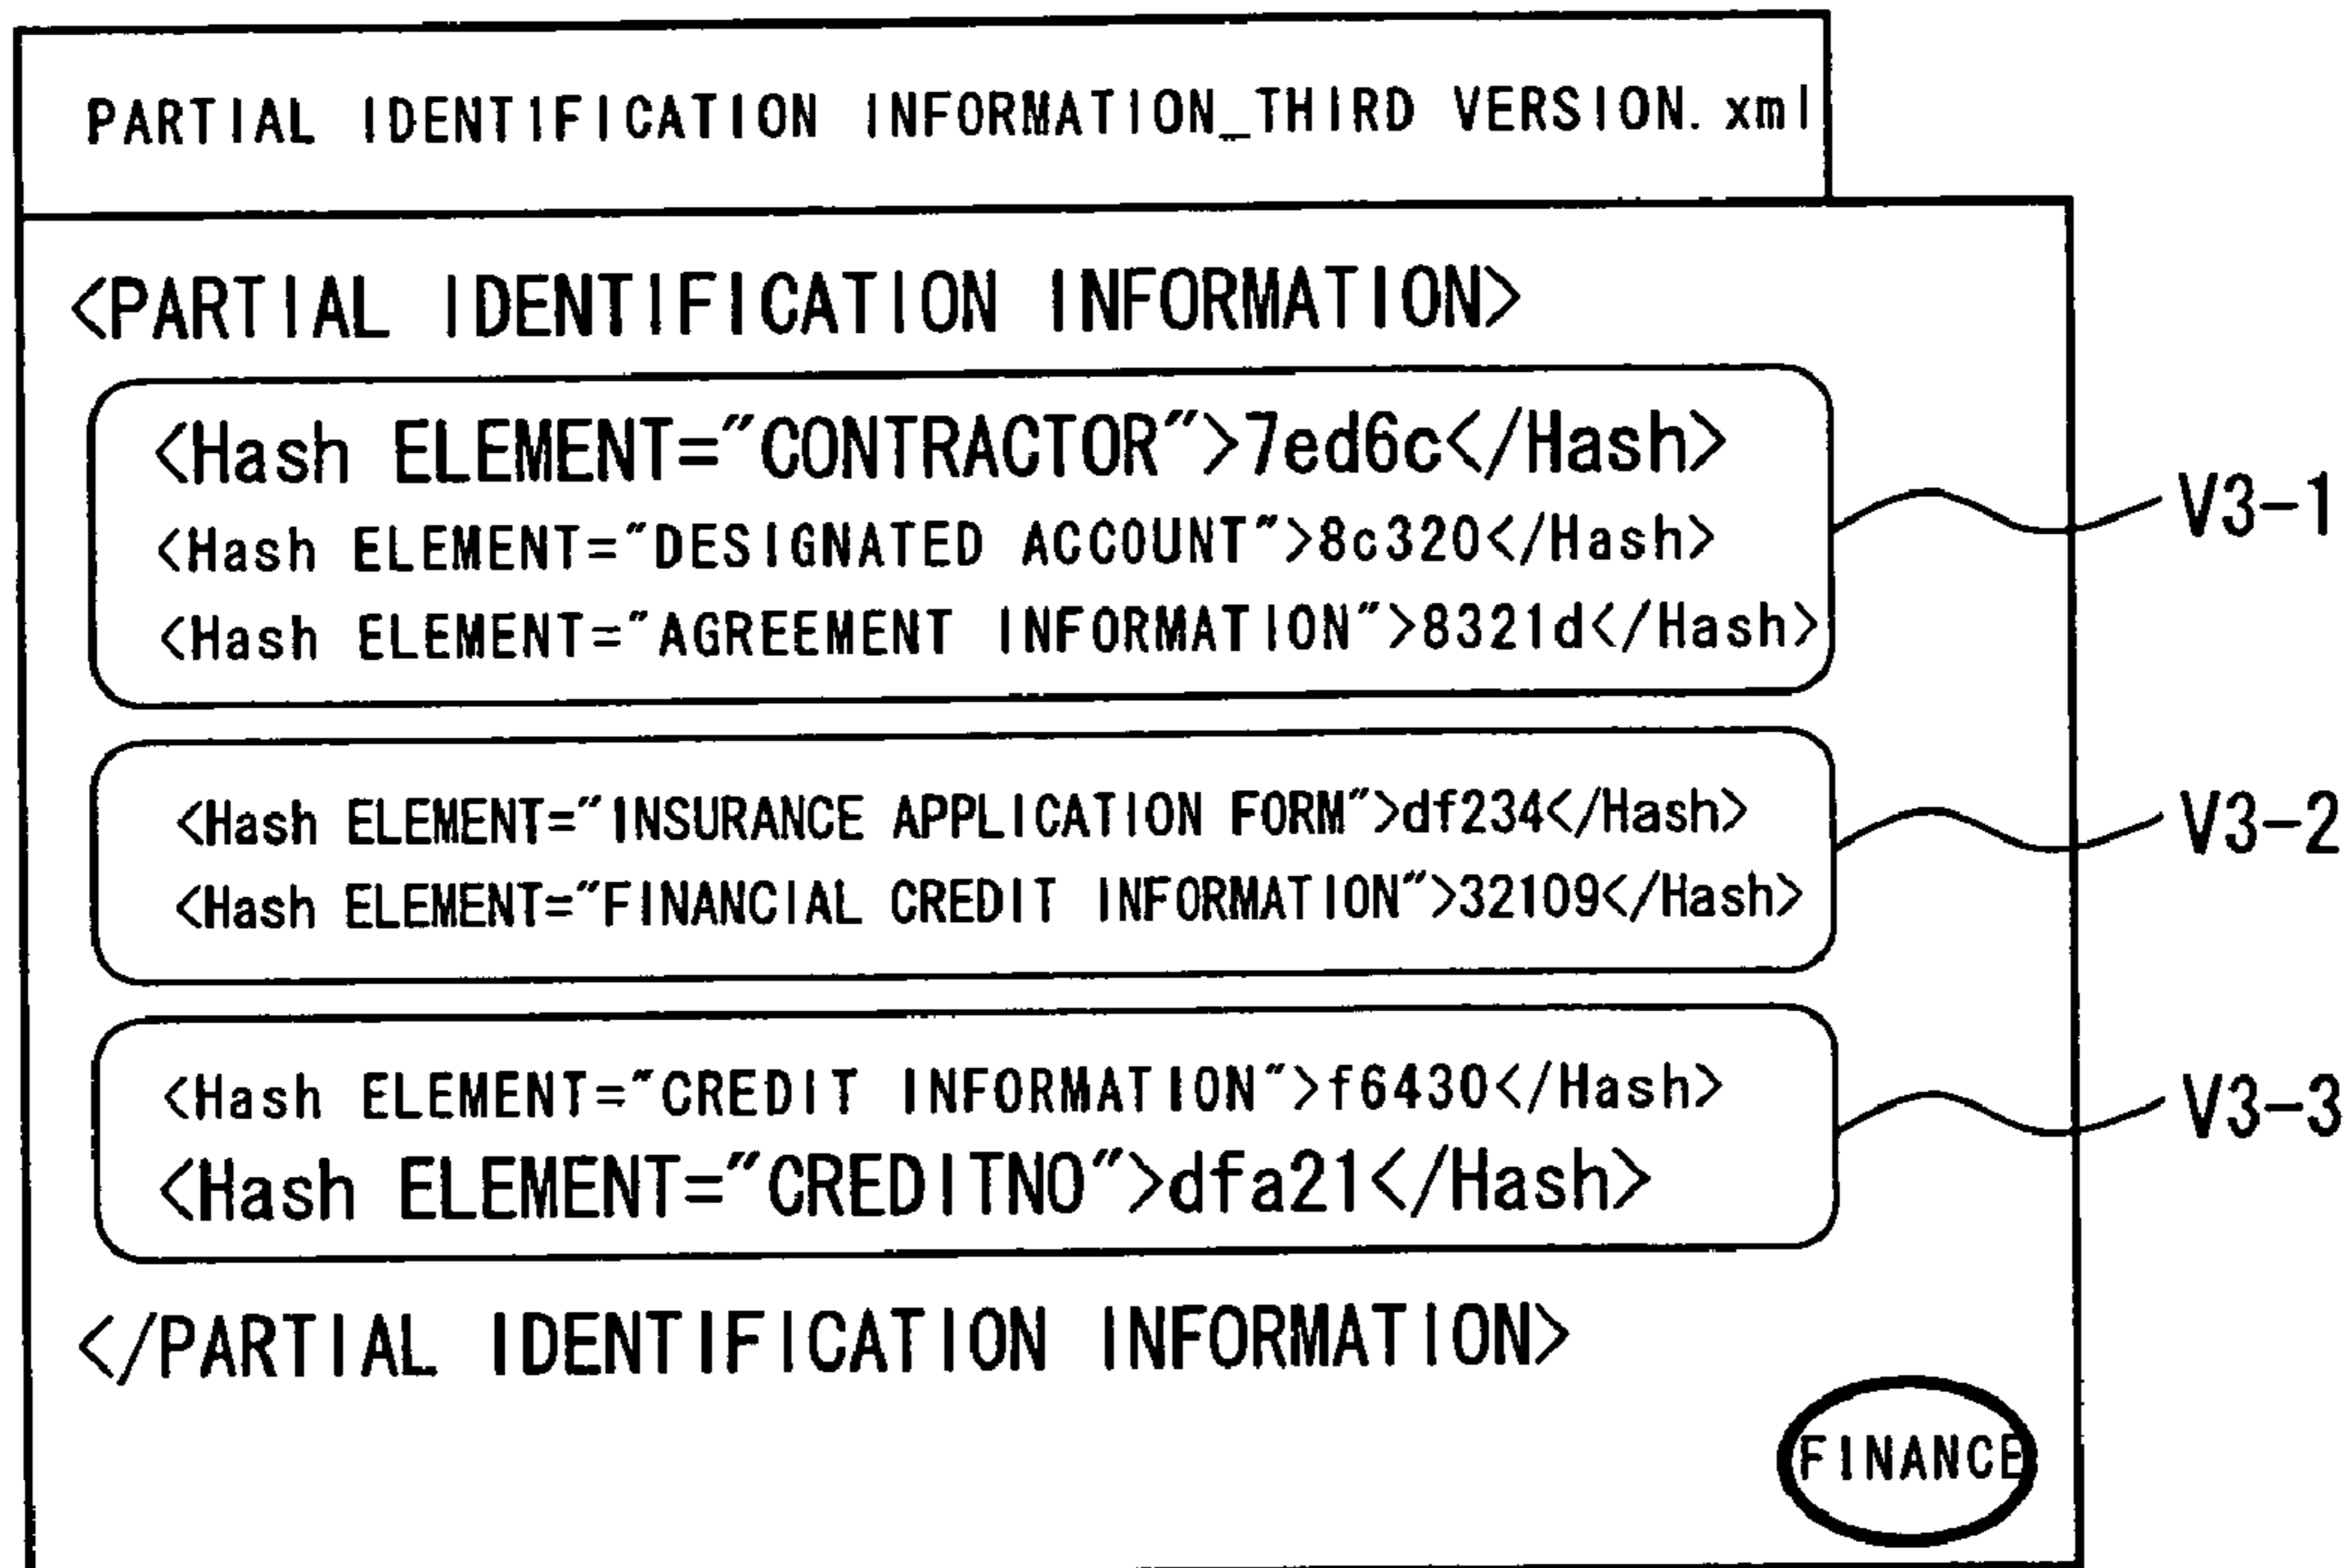 PARTIAL IDENTIFICATION INFORMATION_THIRD VERSION.xml
<PARTIAL IDENTIFICATION INFORMATION>
<Hash ELEMENT="CONTRACTOR">7ed6c</Hash>
<Hash ELEMENT="DESIGNATED ACCOUNT">8c320</Hash>
<Hash ELEMENT="AGREEMENT INFORMATION">8321d</Hash>
V3-1
<Hash ELEMENT="INSURANCE APPLICATION FORM">df234</Hash>
<Hash ELEMENT="FINANCIAL CREDIT INFORMATION">32109</Hash>
V3-2
<Hash ELEMENT="CREDIT INFORMATION">f6430</Hash>
<Hash ELEMENT="CREDITNO">dfa21</Hash>
V3-3
</PARTIAL IDENTIFICATION INFORMATION>
FINANCE